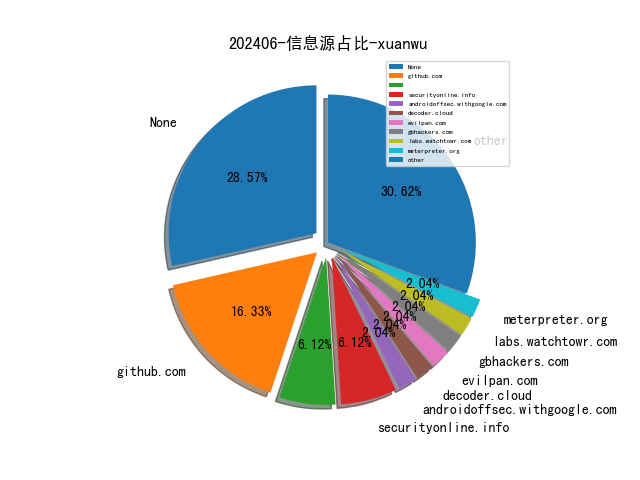 202406-信息源占比-xuanwu
None
github.com
securityonline.info
androidoffsec.withgoogle.com
decoder.cloud
evilpan.com
gbhackers.com
labs.watchtowr.com
meterpreter.org
other
other
None
28.57%
30.62%
16.33%
6.12%
6.12%
2.04%
2.04%
2.04%
2.04%
2.04%
2.04%
github.com
meterpreter.org
labs.watchtowr.com
gbhackers.com
evilpan.com
decoder.cloud
androidoffsec.withgoogle.com
securityonline.info